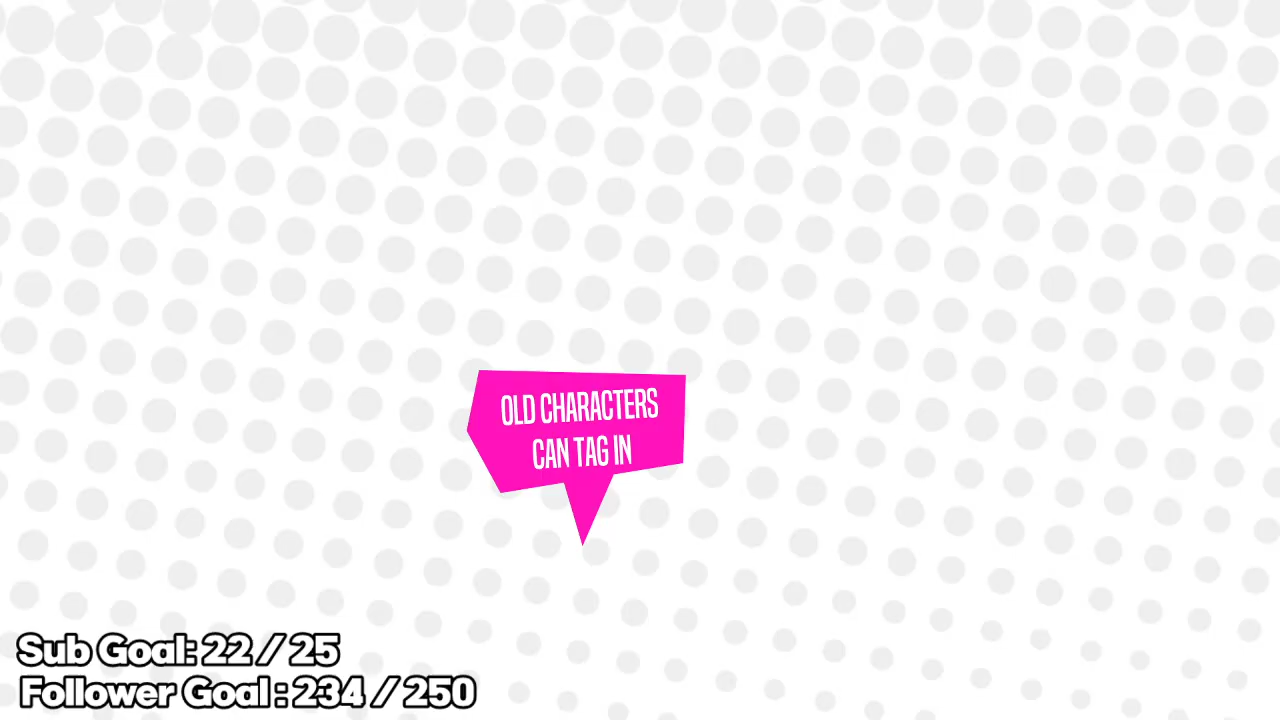 OLD CHARACTERS
CAN TAG IN
Sub Goal: 22 / 25
Follower Goal : 234 / 250